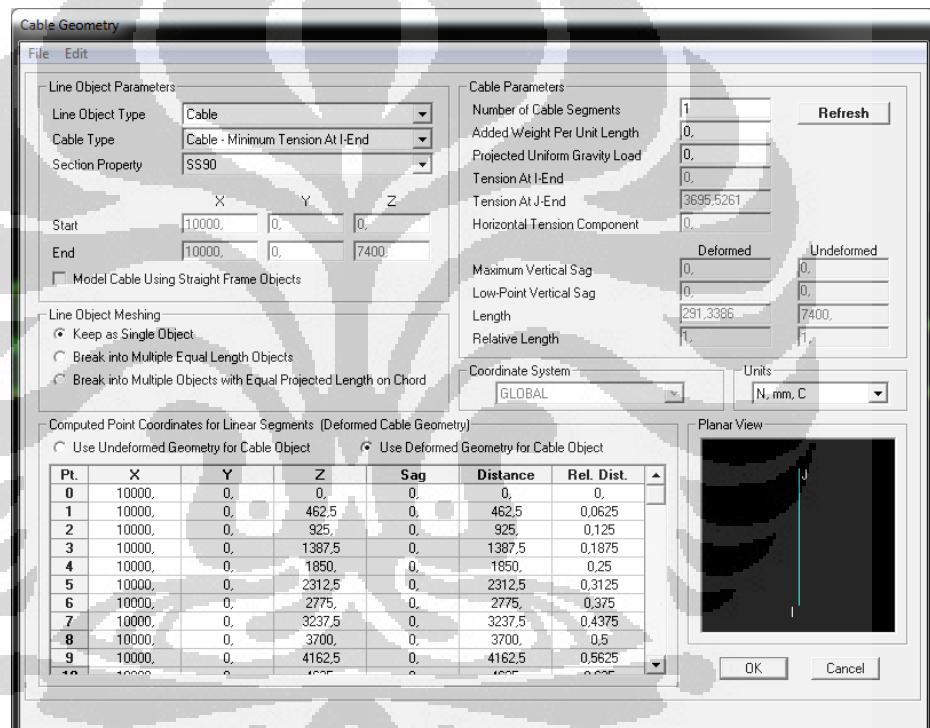 Cable Geometry
File Edit
Line Object Parameters
Line Object Type Cable
Cable Type Cable - Minimum Tension At I-End
Section Property SS90
X Y Z
Start 10000, 0, 0,
End 10000, 0, 7400,
Model Cable Using Straight Frame Objects
Line Object Meshing
Keep as Single Object
Break into Multiple Equal Length Objects
Break into Multiple Objects with Equal Projected Length on Chord
Cable Parameters
Number of Cable Segments 1
Refresh
Added Weight Per Unit Length 0,
Projected Uniform Gravity Load 0,
Tension At I-End 0,
Tension At J-End 3695,5261
Horizontal Tension Component 0,
Deformed Undeformed
Maximum Vertical Sag 0, 0,
Low-Point Vertical Sag 0, 0,
Length 291,3386 7400,
Relative Length 1, 1,
Coordinate System
GLOBAL
Units
N, mm, C
Computed Point Coordinates for Linear Segments (Deformed Cable Geometry)
Use Undeformed Geometry for Cable Object Use Deformed Geometry for Cable Object
Pt. X Y Z Sag Distance Rel. Dist.
0 10000, 0, 0, 0, 0, 0,
1 10000, 0, 462,5 0, 462,5 0,0625
2 10000, 0, 925, 0, 925, 0,125
3 10000, 0, 1387,5 0, 1387,5 0,1875
4 10000, 0, 1850, 0, 1850, 0,25
5 10000, 0, 2312,5 0, 2312,5 0,3125
6 10000, 0, 2775, 0, 2775, 0,375
7 10000, 0, 3237,5 0, 3237,5 0,4375
8 10000, 0, 3700, 0, 3700, 0,5
9 10000, 0, 4162,5 0, 4162,5 0,5625
Planar View
J
I
OK Cancel